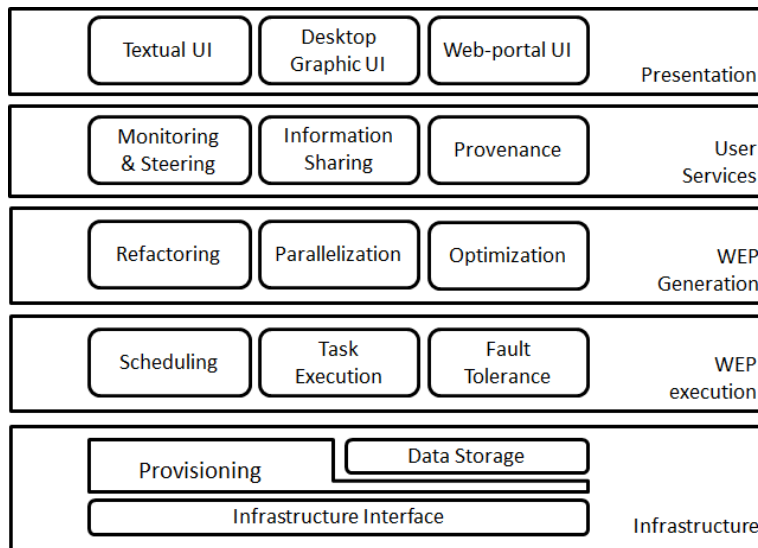 Textual UI
Desktop
Graphic UI
Web-portal UI
Presentation
Monitoring
& Steering
Information
Sharing
Provenance
User
Services
Refactoring
Parallelization
Optimization
WEP
Generation
Scheduling
Task
Execution
Fault
Tolerance
WEP
execution
Provisioning
Data Storage
Infrastructure Interface
Infrastructure